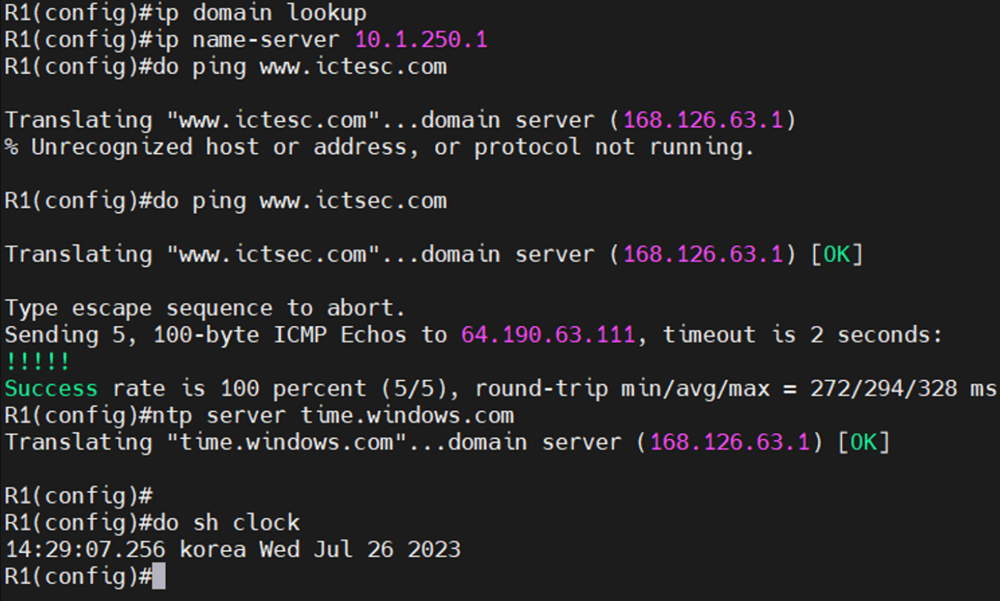 R1(config)#ip domain lookup
R1(config)#ip name-server 10.1.250.1
R1(config)#do ping www.ictesc.com
Translating "www.ictesc.com"...domain server (168.126.63.1)
% Unrecognized host or address, or protocol not running.
R1(config)#do ping www.ictsec.com
Translating "www.ictsec.com"...domain server (168.126.63.1) [OK]
Type escape sequence to abort.
Sending 5, 100-byte ICMP Echos to 64.190.63.111, timeout is 2 seconds:
!!!!!
Success rate is 100 percent (5/5), round-trip min/avg/max = 272/294/328 ms
R1(config)#ntp server time.windows.com
Translating "time.windows.com"...domain server (168.126.63.1) [OK]
R1(config)#
R1(config)#do sh clock
14:29:07.256 korea Wed Jul 26 2023
R1(config)#